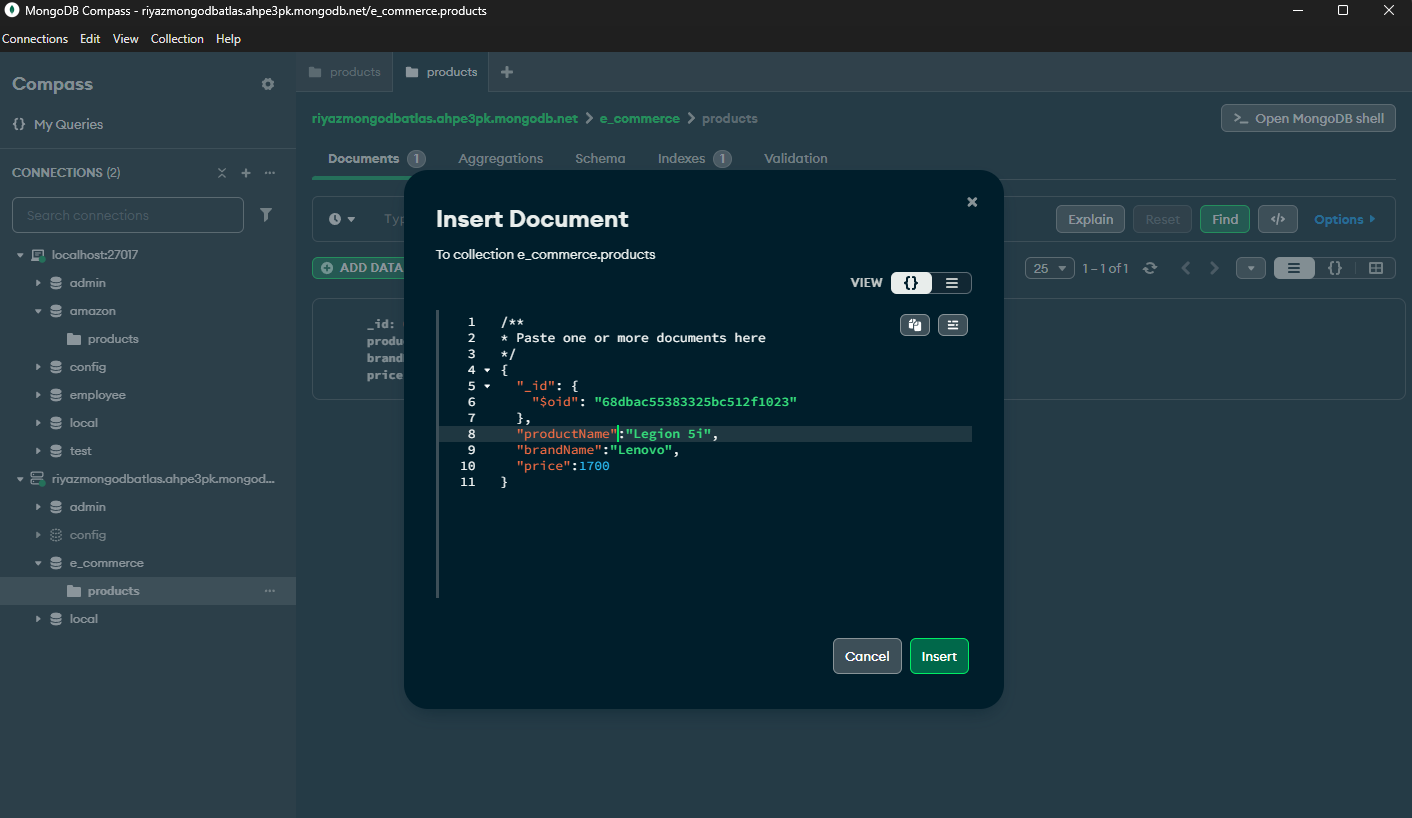 MongoDB Compass - riyazmongodbatlas.ahpe3pk.mongodb.net/e_commerce.products
Connections Edit View Collection Help
Compass
{} My Queries
CONNECTIONS (2)
Search connections
localhost:27017
admin
amazon
products
config
employee
local
test
riyazmongodbatlas.ahpe3pk.mongod...
admin
config
e_commerce
products
local
products
products
riyazmongodbatlas.ahpe3pk.mongodb.net > e_commerce > products
>_ Open MongoDB shell
Documents 1 Aggregations Schema Indexes 1 Validation
Explain Reset Find </> Options
ADD DATA
25 1–1 of 1
_id:
price
Insert Document
To collection e_commerce.products
VIEW {}
1 /**
2 * Paste one or more documents here
3 */
4 {
5 "_id": {
6 "$oid": "68dbac55383325bc512f1023"
7 },
8 "productName":"Legion 5i",
9 "brandName":"Lenovo",
10 "price":1700
11 }
Cancel Insert